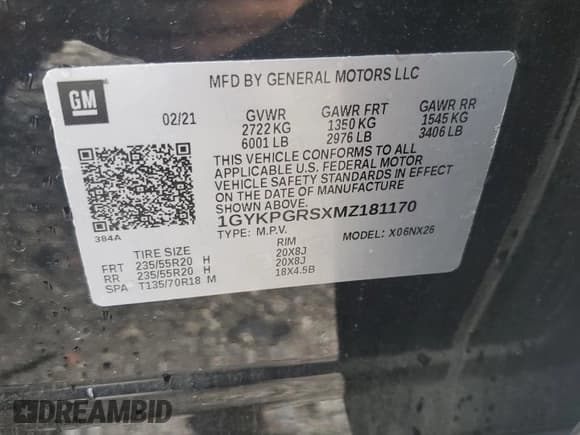 GM
MFD BY GENERAL MOTORS LLC
02/21 GVWR GAWR FRT GAWR RR
2722 KG 1350 KG 1545 KG
6001 LB 2976 LB 3406 LB
THIS VEHICLE CONFORMS TO ALL
APPLICABLE U.S. FEDERAL MOTOR
VEHICLE SAFETY STANDARDS IN EFFECT
ON THE DATE OF MANUFACTURE
SHOWN ABOVE.
1GYKPGRSXMZ181170
384A TYPE: M.P.V. MODEL: X06NX26
TIRE SIZE RIM
FRT 235/55R20 H 20X8J
RR 235/55R20 H 20X8J
SPA T135/70R18 M 18X4.5B
DREAMBID